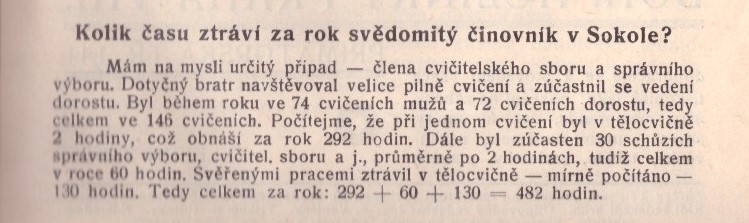 Kolik času ztráví za rok svědomitý činovník v Sokole?
Mám na mysli určitý případ — člena cvičitelského sboru a správního
výboru. Dotyčný bratr navštěvoval velice pilně cvičení a zúčastnil se vedení
dorostu. Byl během roku ve 74 cvičeních mužů a 72 cvičeních dorostu, tedy
celkem ve 146 cvičeních. Počítejme, že při jednom cvičení byl v tělocvičně
2 hodiny, což obnáší za rok 292 hodin. Dále byl zúčasten 30 schůzích
správního výboru, cvičitel. sboru a j., průměrně po 2 hodinách, tudíž celkem
v roce 60 hodin. Svěřenými pracemi ztrávil v tělocvičně — mírně počítáno —
130 hodin. Tedy celkem za rok: 292 + 60 + 130 = 482 hodin.